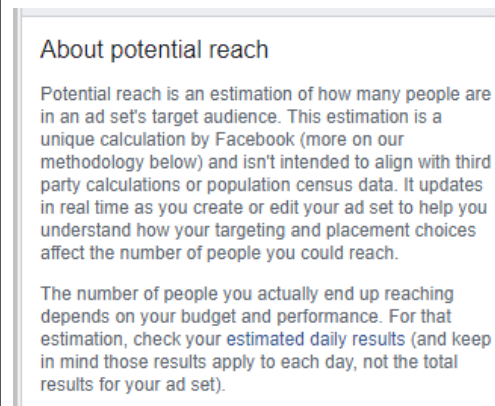 About potential reach
Potential reach is an estimation of how many people are
in an ad set's target audience. This estimation is a
unique calculation by Facebook (more on our
methodology below) and isn't intended to align with third
party calculations or population census data. It updates
in real time as you create or edit your ad set to help you
understand how your targeting and placement choices
affect the number of people you could reach.
The number of people you actually end up reaching
depends on your budget and performance. For that
estimation, check your estimated daily results (and keep
in mind those results apply to each day, not the total
results for your ad set).